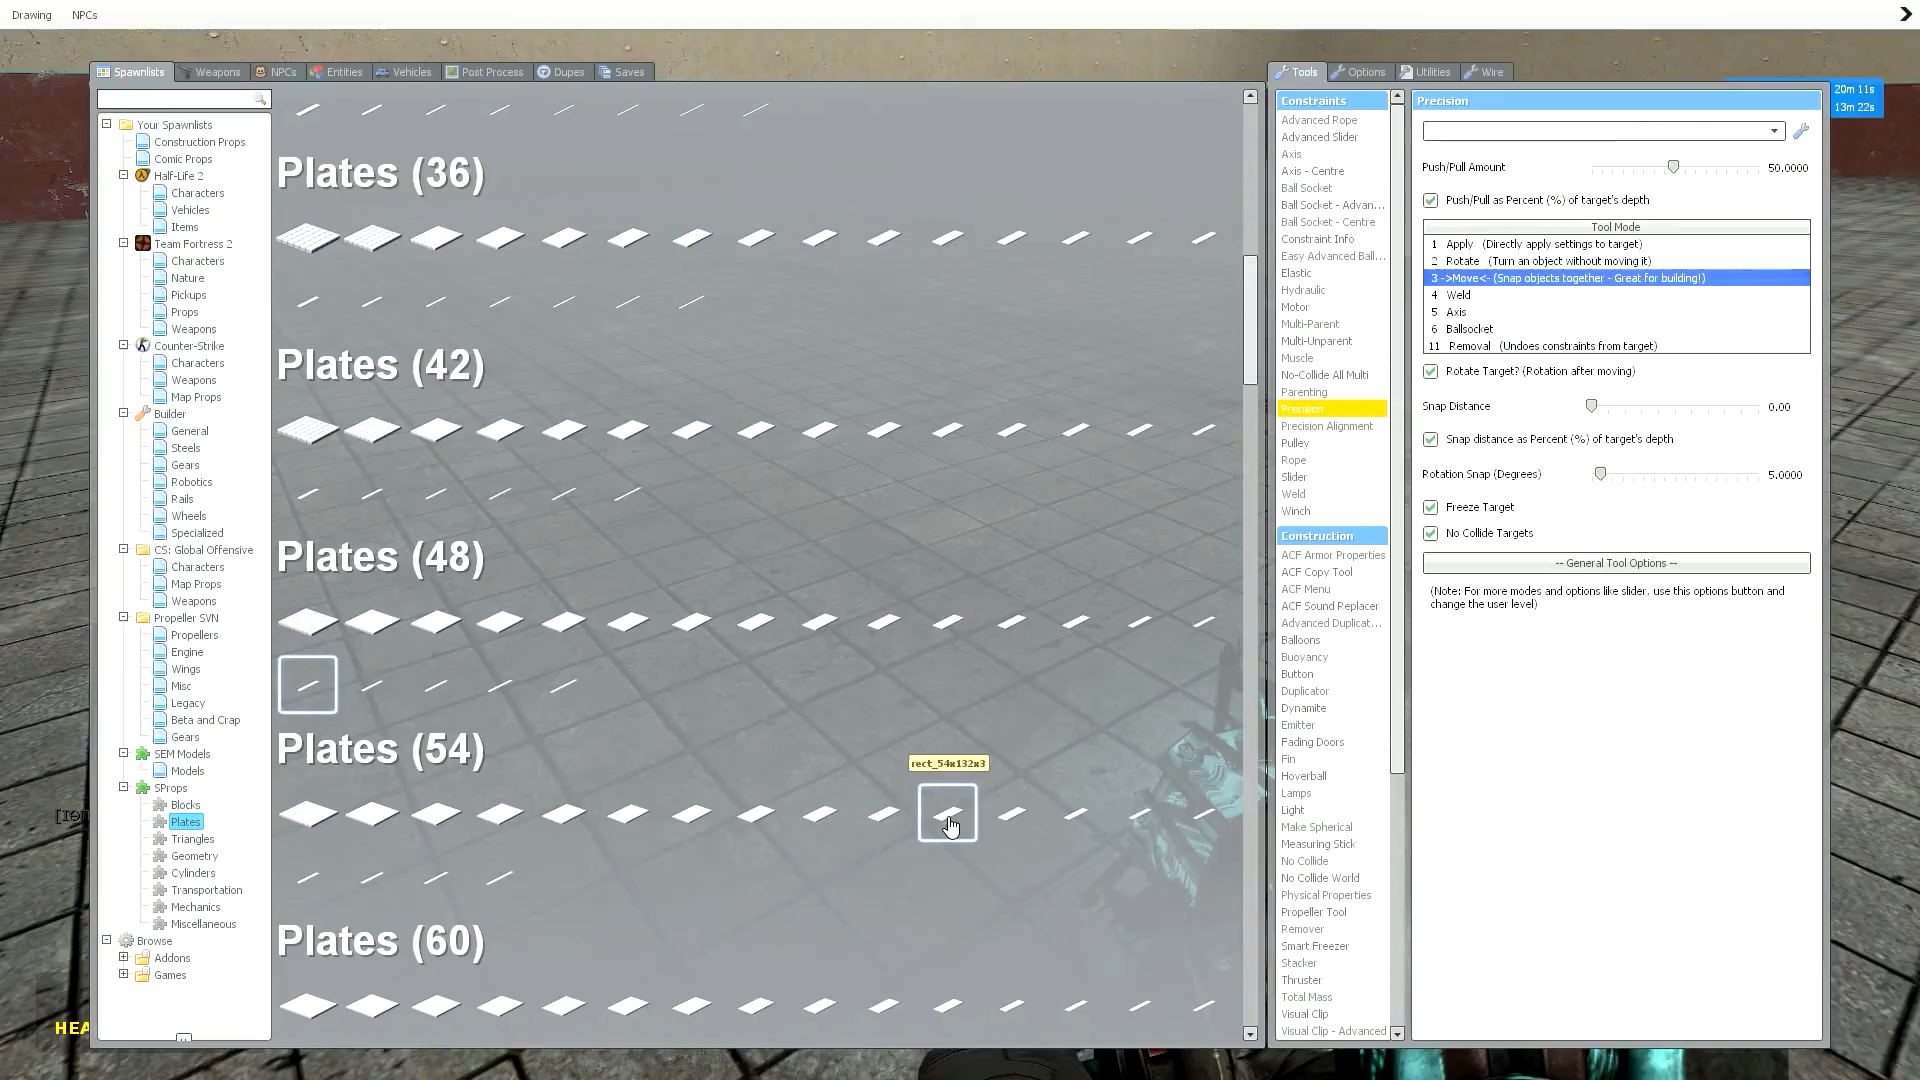 Drawing NPCs
Spawnlists Weapons NPCs Entities Vehicles Post Process Dupes Saves
Tools Options Utilities Wire
20m 11s
13m 22s
Your Spawnlists
Construction Props
Comic Props
Half-Life 2
Characters
Vehicles
Items
Team Fortress 2
Characters
Nature
Pickups
Props
Weapons
Counter-Strike
Characters
Weapons
Map Props
Builder
General
Steels
Gears
Robotics
Rails
Wheels
Specialized
CS: Global Offensive
Characters
Map Props
Weapons
Propeller SVN
Propellers
Engine
Wings
Misc
Legacy
Beta and Crap
Gears
SEM Models
Models
SProps
Blocks
Plates
Triangles
Geometry
Cylinders
Transportation
Mechanics
Miscellaneous
Browse
Addons
Games
HEA
Plates (36)
Plates (42)
Plates (48)
Plates (54)
rect_54x132x3
Plates (60)
Constraints
Advanced Rope
Advanced Slider
Axis
Axis - Centre
Ball Socket
Ball Socket - Advan...
Ball Socket - Centre
Constraint Info
Easy Advanced Ball...
Elastic
Hydraulic
Motor
Multi-Parent
Multi-Unparent
Muscle
No-Collide All Multi
Parenting
Precision
Precision Alignment
Pulley
Rope
Slider
Weld
Winch
Construction
ACF Armor Properties
ACF Copy Tool
ACF Menu
ACF Sound Replacer
Advanced Duplicat...
Balloons
Buoyancy
Button
Duplicator
Dynamite
Emitter
Fading Doors
Fin
Hoverball
Lamps
Light
Make Spherical
Measuring Stick
No Collide
No Collide World
Physical Properties
Propeller Tool
Remover
Smart Freezer
Stacker
Thruster
Total Mass
Visual Clip
Visual Clip - Advanced
Precision
Push/Pull Amount 50.0000
Push/Pull as Percent (%) of target's depth
Tool Mode
1 Apply (Directly apply settings to target)
2 Rotate (Turn an object without moving it)
3 ->Move<- (Snap objects together - Great for building!)
4 Weld
5 Axis
6 Ballsocket
11 Removal (Undoes constraints from target)
Rotate Target? (Rotation after moving)
Snap Distance 0.00
Snap distance as Percent (%) of target's depth
Rotation Snap (Degrees) 5.0000
Freeze Target
No Collide Targets
-- General Tool Options --
(Note: For more modes and options like slider, use this options button and
change the user level)